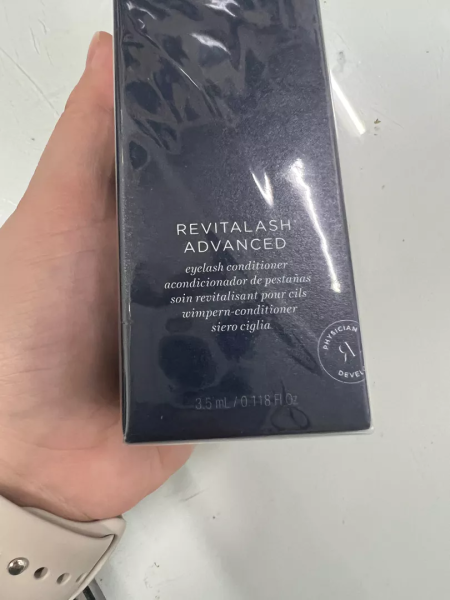 REVITALASH®
ADVANCED
eyelash conditioner
acondicionador de pestañas
soin revitalisant pour cils
wimpern-conditioner
siero ciglia
PHYSICIAN
DEVEL
3.5 mL / 0.118 Fl Oz